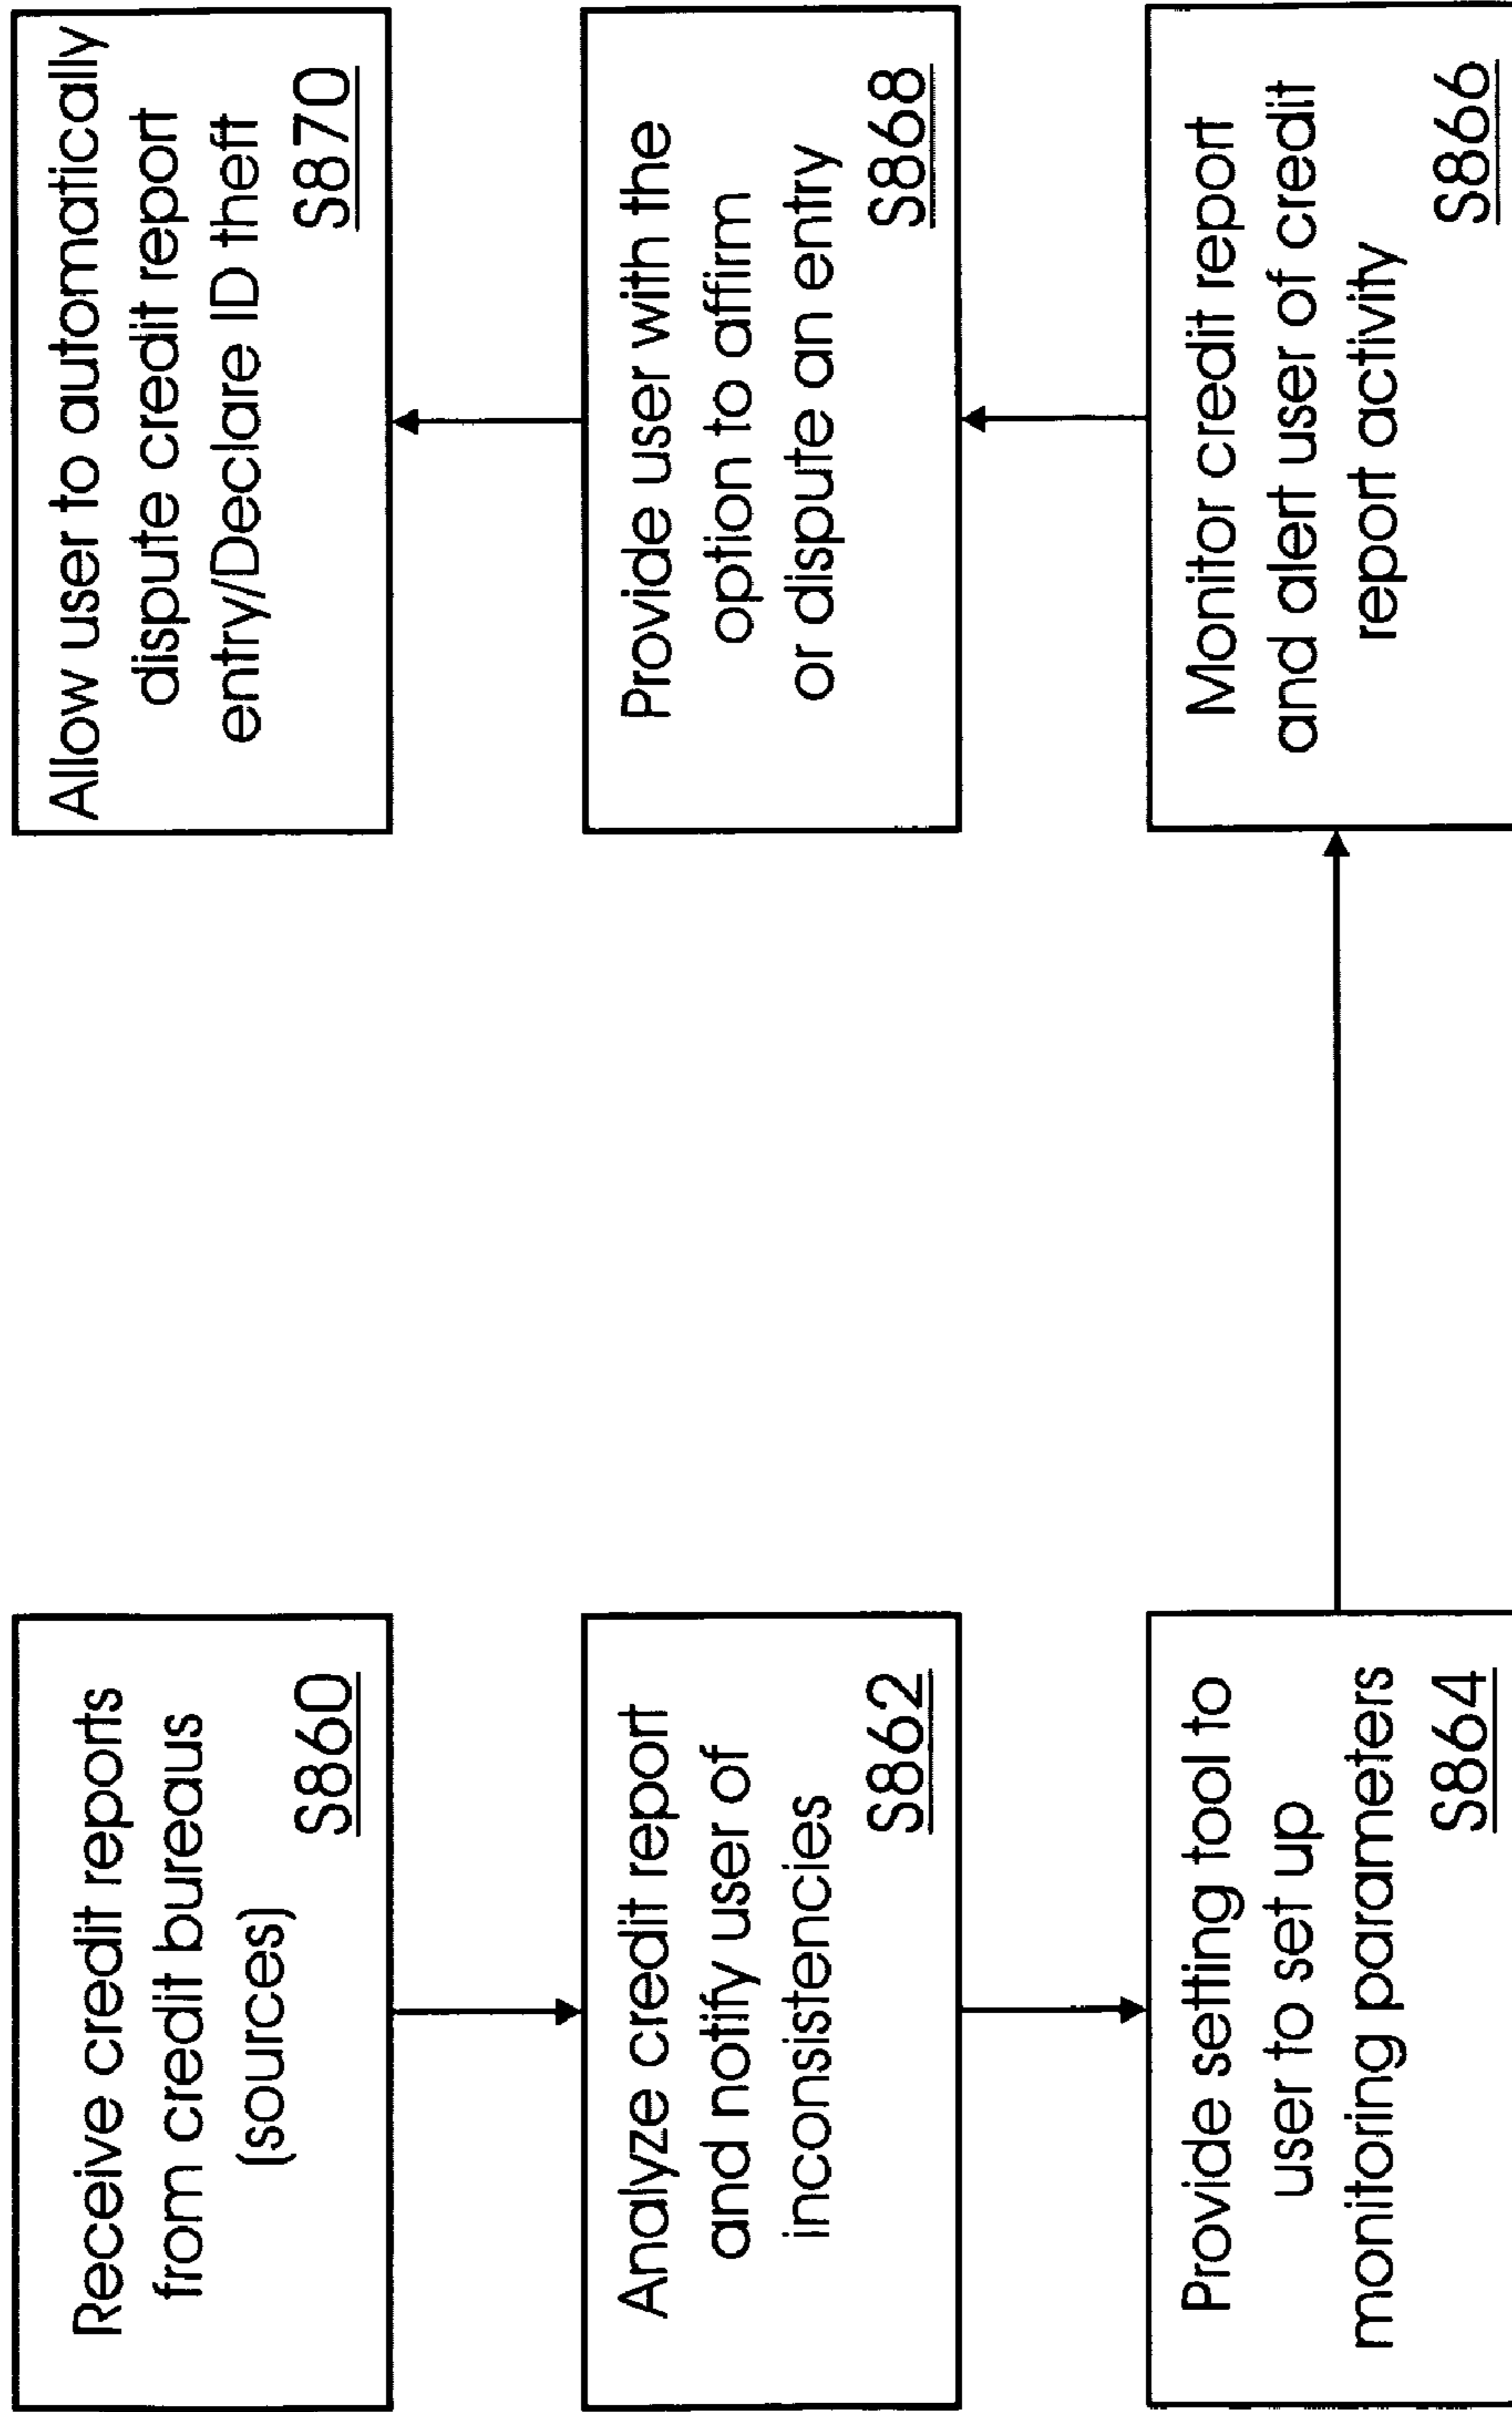 Receive credit reports
from credit bureaus
(sources)
S860
Analyze credit report
and notify user of
inconsistencies
S862
Provide setting tool to
user to set up
monitoring parameters
S864
Monitor credit report
and alert user of credit
report activity
S866
Provide user with the
option to affirm
or dispute an entry
S868
Allow user to automatically
dispute credit report
entry/Declare ID theft
S870